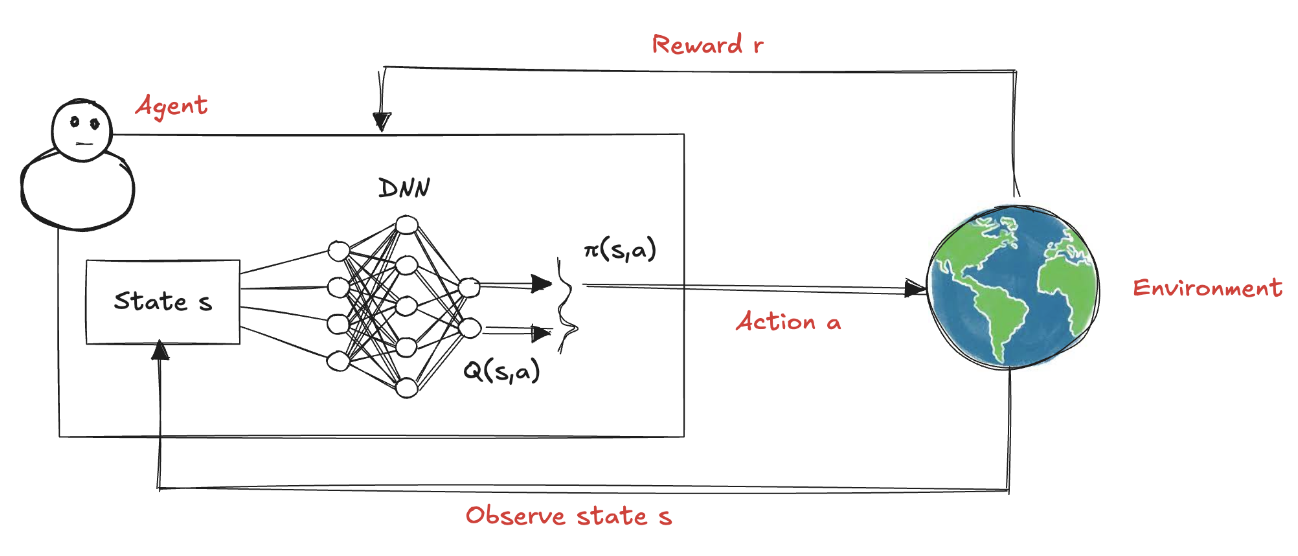 Reward r
Agent
DNN
π(s,a)
State s
Environment
Action a
Q(s,a)
Observe state s